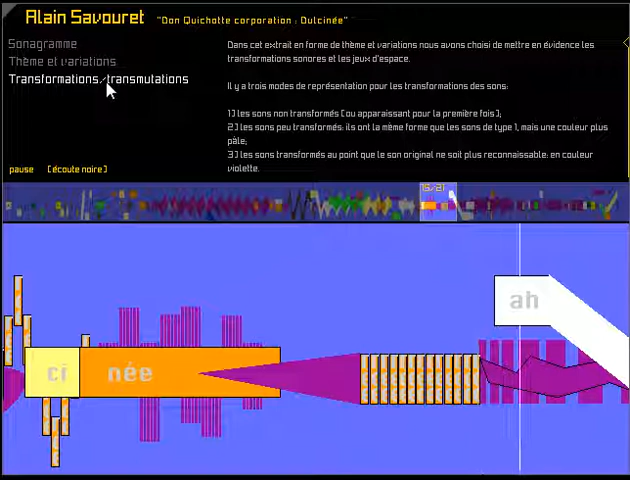 Alain Savouret "Don Quichotte corporation : Dulcinée"
Sonagramme
Thème et variations
Transformations/transmutations
pause (écoute noire)
Dans cet extrait en forme de thème et variations nous avons choisi de mettre en évidence les
transformations sonores et les jeux d'espace.
Il y a trois modes de représentation pour les transformations des sons:
1) les sons non transformés (ou apparaissant pour la première fois);
2) les sons peu transformés: ils ont la même forme que les sons de type 1, mais une couleur plus
pâle;
3) les sons transformés au point que le son original ne soit plus reconnaissable: en couleur
violette.
15/21
ah
ci née